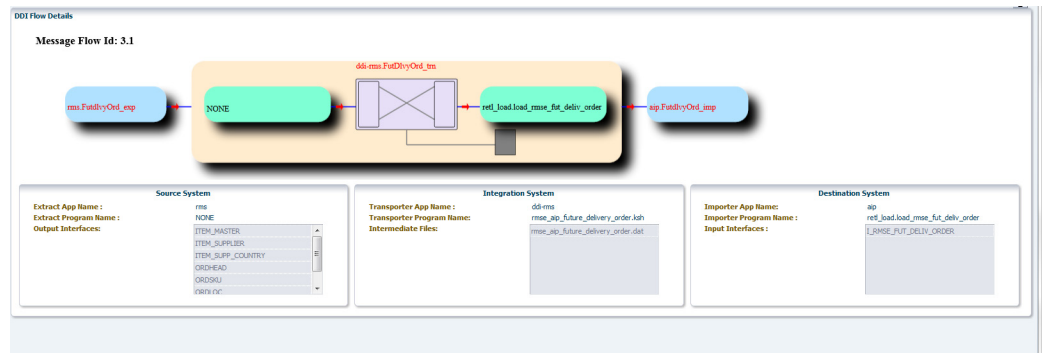 DDI Flow Details
Message Flow Id: 3.1
ddi-rms.FutDlvyOrd_trn
rms.FutdlvyOrd_exp
NONE
retl_load.load_rmse_fut_deliv_order
aip.FutdlvyOrd_imp
Source System
Extract App Name :
rms
Extract Program Name :
NONE
Output Interfaces:
ITEM_MASTER
ITEM_SUPPLIER
ITEM_SUPP_COUNTRY
ORDHEAD
ORDSKU
ORDLOC
Integration System
Transporter App Name :
ddi-rms
Transporter Program Name:
rmse_aip_future_delivery_order.ksh
Intermediate Files:
rmse_aip_future_delivery_order.dat
Destination System
Importer App Name:
aip
Importer Program Name :
retl_load.load_rmse_fut_deliv_order
Input Interfaces :
I_RMSE_FUT_DELIV_ORDER